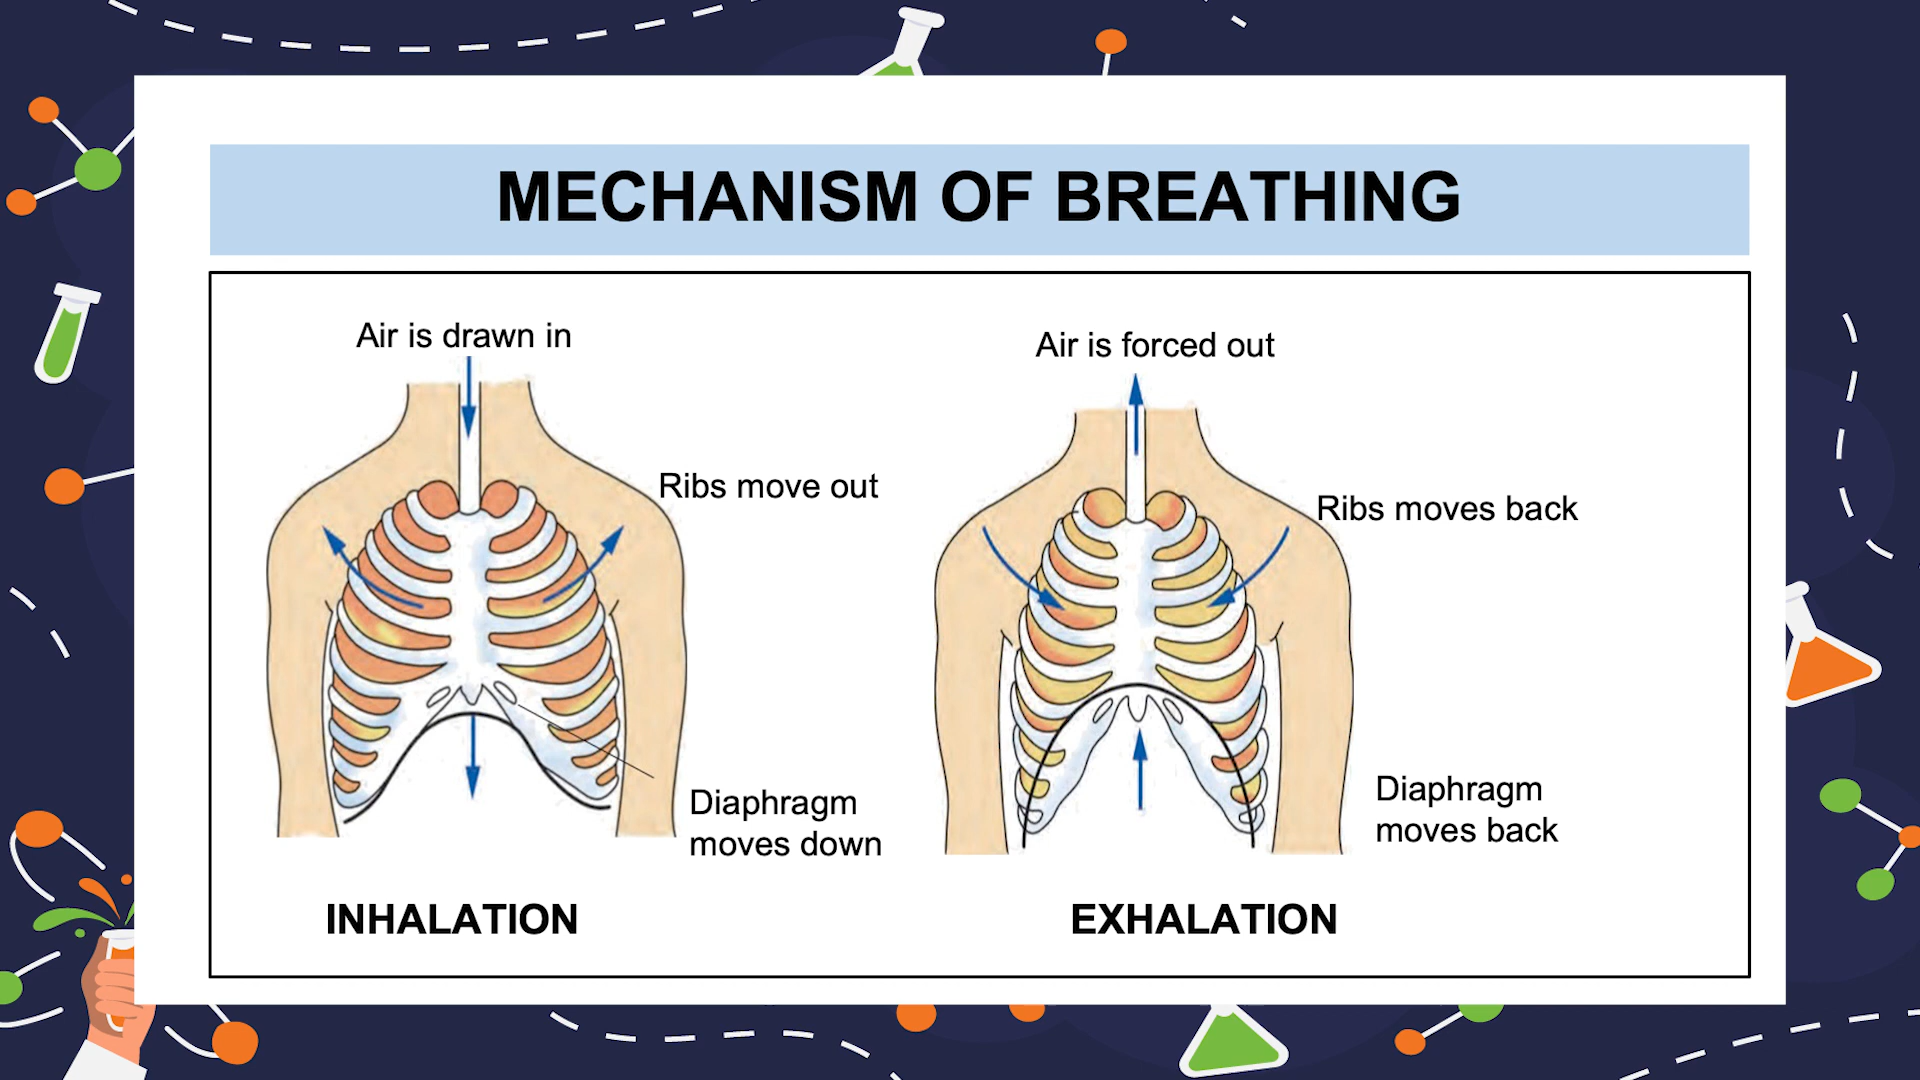 MECHANISM OF BREATHING
Air is drawn in
Ribs move out
Diaphragm
moves down
INHALATION
Air is forced out
Ribs moves back
Diaphragm
moves back
EXHALATION